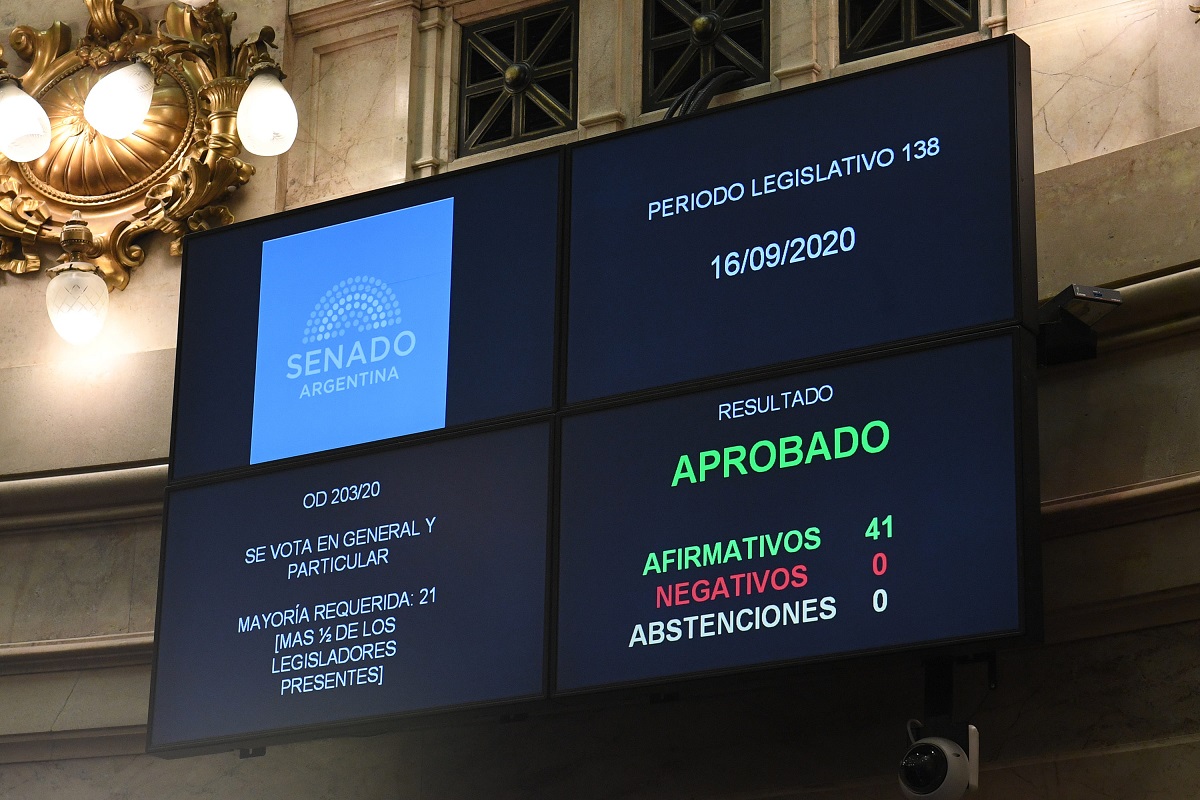 SENADO
ARGENTINA
PERIODO LEGISLATIVO 138
16/09/2020
OD 203/20
SE VOTA EN GENERAL Y
PARTICULAR
MAYORÍA REQUERIDA: 21
[MAS ½ DE LOS
LEGISLADORES
PRESENTES]
RESULTADO
APROBADO
AFIRMATIVOS 41
NEGATIVOS 0
ABSTENCIONES 0